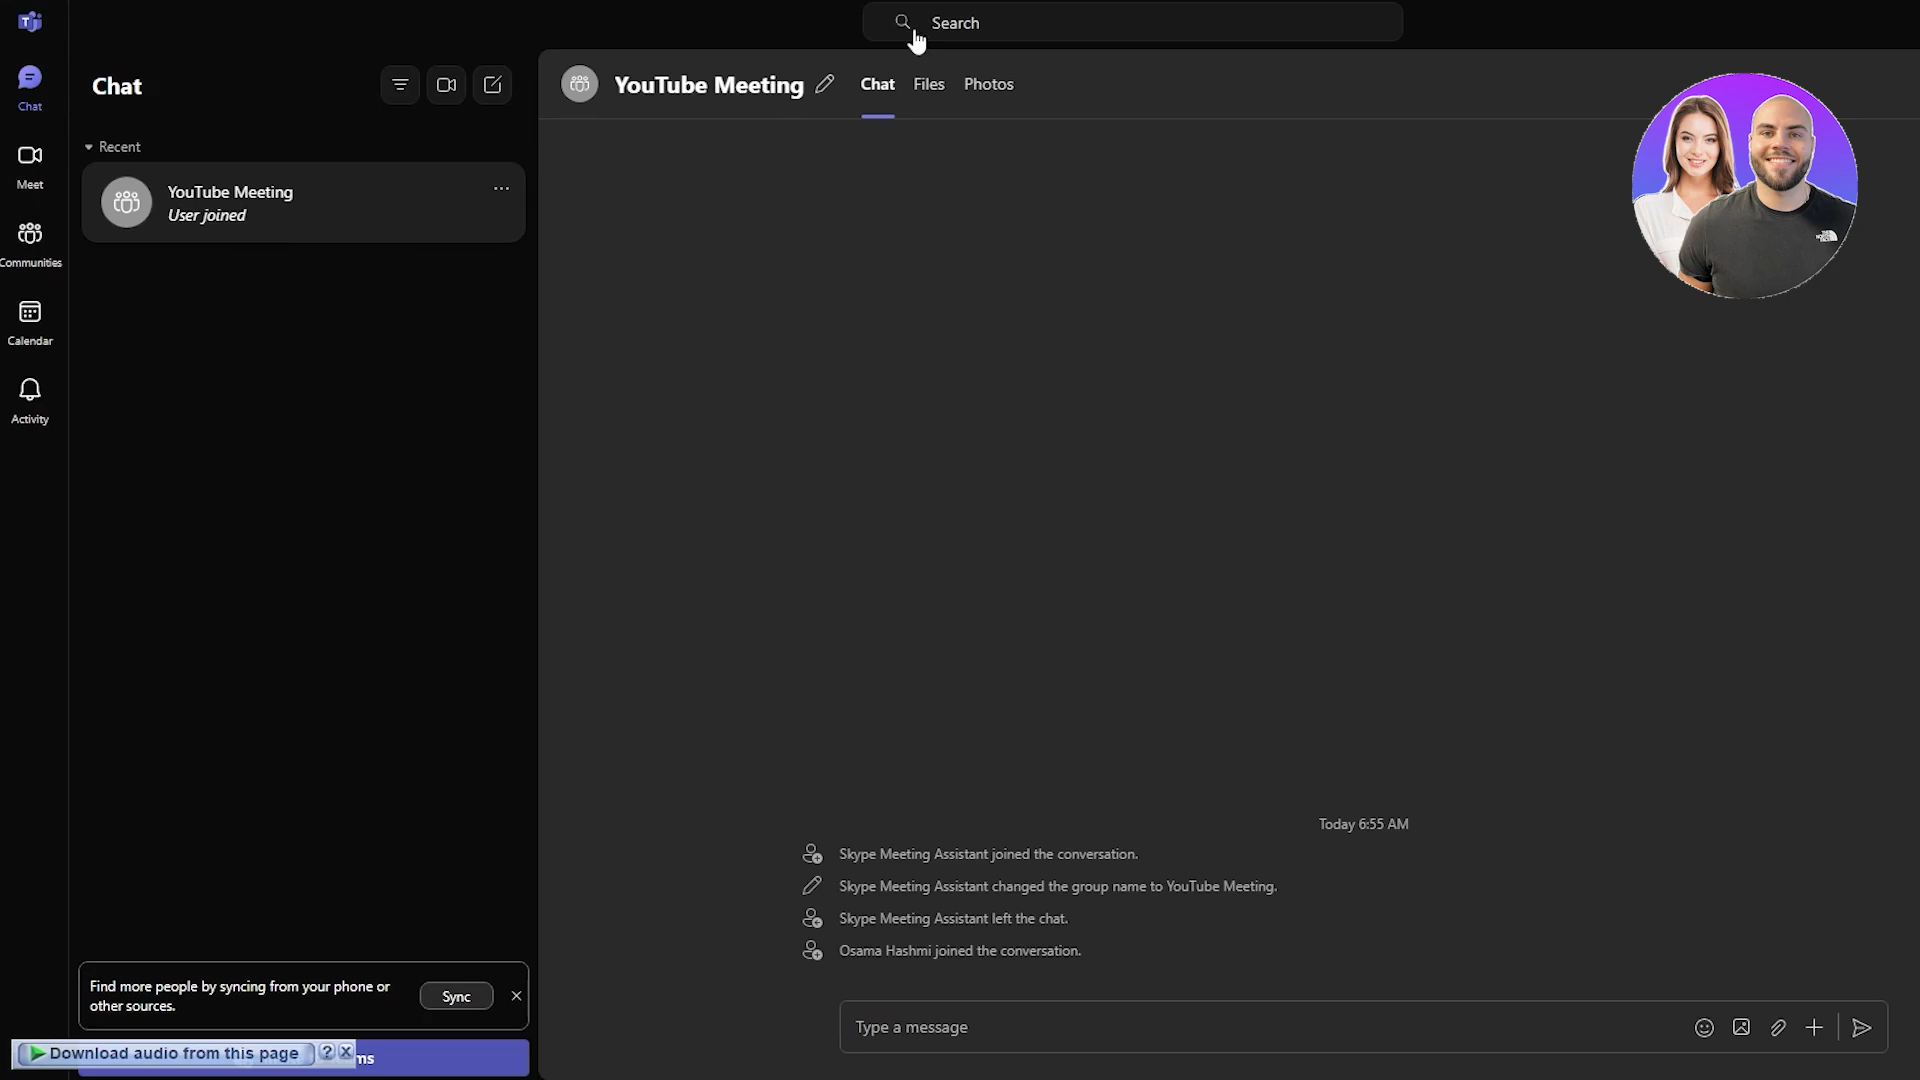 Search
Chat
Meet
Communities
Calendar
Activity
Chat
Recent
YouTube Meeting
User joined
YouTube Meeting
Chat
Files
Photos
Today 6:55 AM
Skype Meeting Assistant joined the conversation.
Skype Meeting Assistant changed the group name to YouTube Meeting.
Skype Meeting Assistant left the chat.
Osama Hashmi joined the conversation.
Find more people by syncing from your phone or
other sources.
Sync
Download audio from this page
ms
Type a message